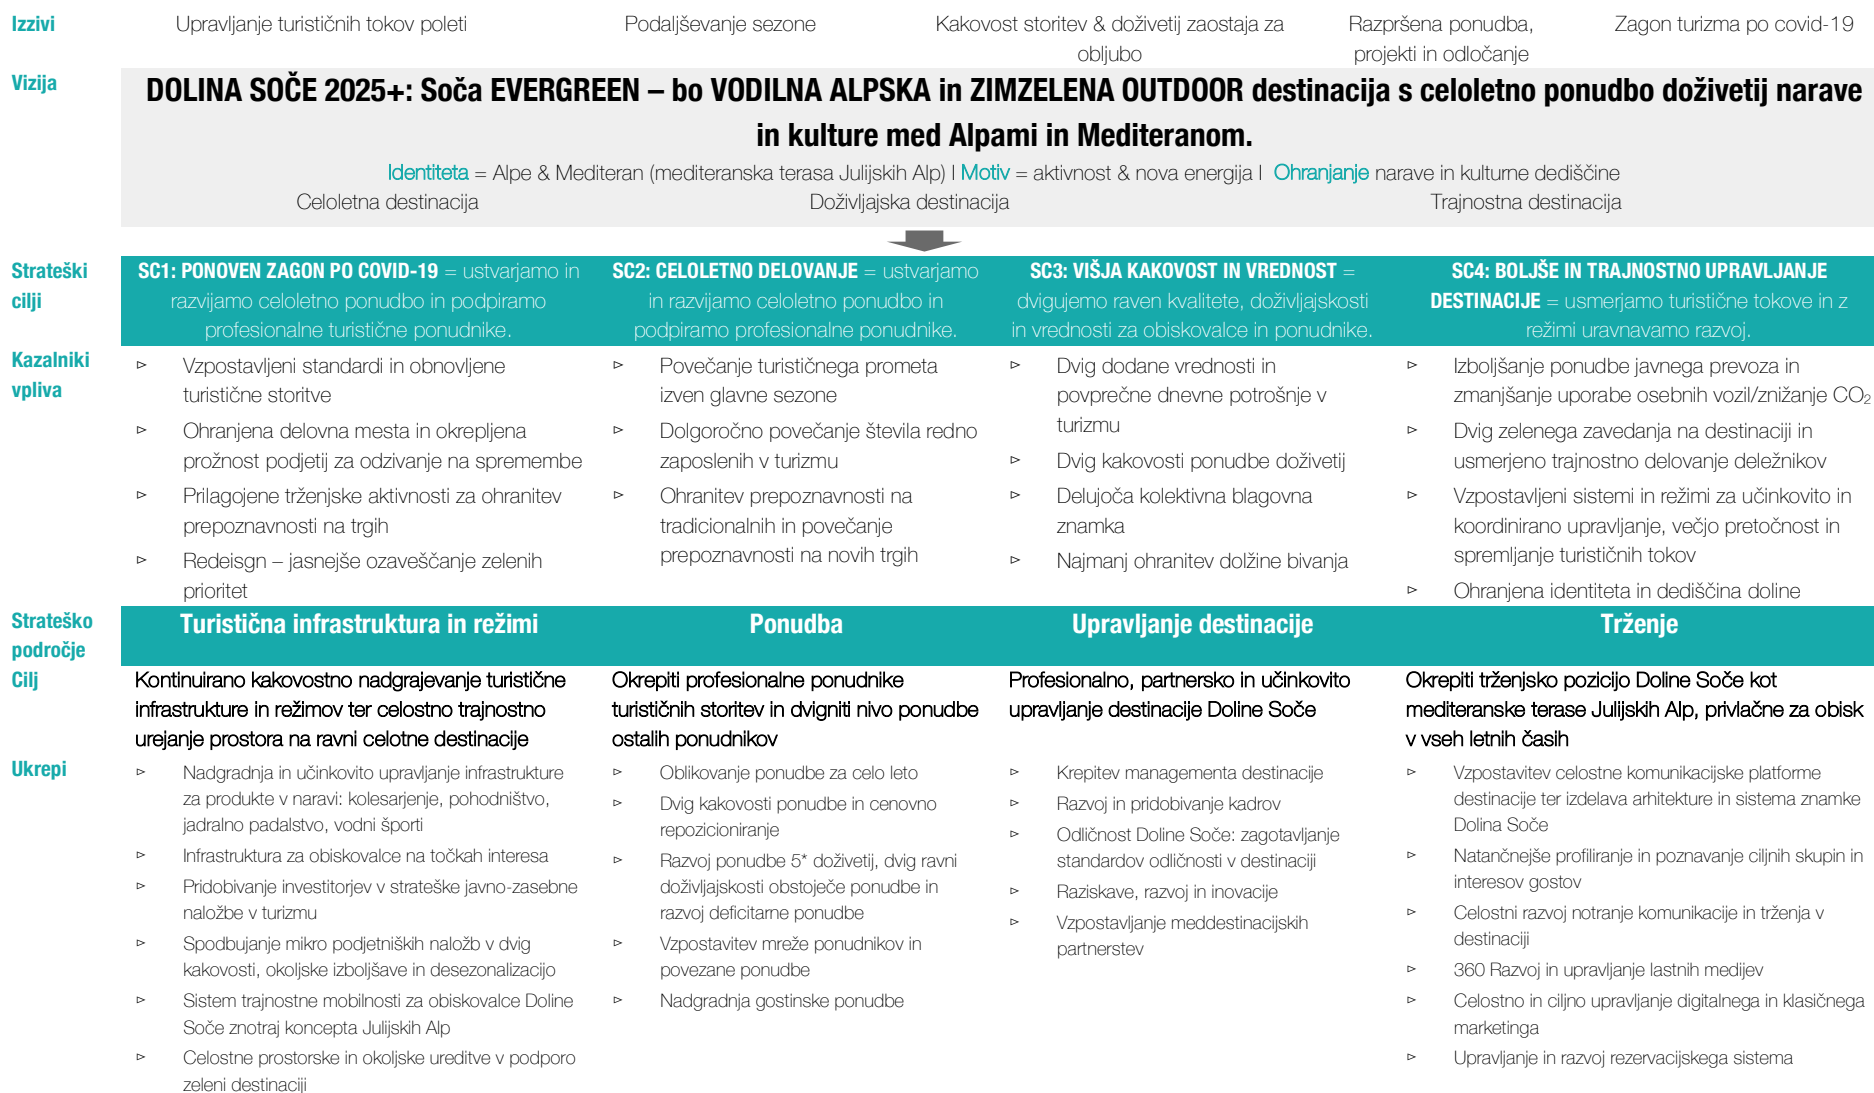 Izzivi
Upravljanje turističnih tokov poleti
Podaljševanje sezone
Kakovost storitev & doživetij zaostaja za
obljubo
Razpršena ponudba,
projekti in odločanje
Zagon turizma po covid-19
Vizija
DOLINA SOČE 2025+: Soča EVERGREEN – bo VODILNA ALPSKA in ZIMZELENA OUTDOOR destinacija s celoletno ponudbo doživetij narave
in kulture med Alpami in Mediteranom.
Identiteta = Alpe & Mediteran (mediteranska terasa Julijskih Alp) I Motiv = aktivnost & nova energija I Ohranjanje narave in kulturne dediščine
Celoletna destinacija
Doživljajska destinacija
Trajnostna destinacija
Strateški
cilji
SC1: PONOVEN ZAGON PO COVID-19 = ustvarjamo in
razvijamo celoletno ponudbo in podpiramo
profesionalne turistične ponudnike.
SC2: CELOLETNO DELOVANJE = ustvarjamo
in razvijamo celoletno ponudbo in
podpiramo profesionalne ponudnike.
SC3: VIŠJA KAKOVOST IN VREDNOST =
dvigujemo raven kvalitete, doživljajskosti
in vrednosti za obiskovalce in ponudnike.
SC4: BOLJŠE IN TRAJNOSTNO UPRAVLJANJE
DESTINACIJE = usmerjamo turistične tokove in z
režimi uravnavamo razvoj.
Kazalniki
vpliva
▹ Vzpostavljeni standardi in obnovljene
turistične storitve
▹ Ohranjena delovna mesta in okrepljena
prožnost podjetij za odzivanje na spremembe
▹ Prilagojene trženjske aktivnosti za ohranitev
prepoznavnosti na trgih
▹ Redeisgn – jasnejše ozaveščanje zelenih
prioritet
▹ Povečanje turističnega prometa
izven glavne sezone
▹ Dolgoročno povečanje števila redno
zaposlenih v turizmu
▹ Ohranitev prepoznavnosti na
tradicionalnih in povečanje
prepoznavnosti na novih trgih
▹ Dvig dodane vrednosti in
povprečne dnevne potrošnje v
turizmu
▹ Dvig kakovosti ponudbe doživetij
▹ Delujoča kolektivna blagovna
znamka
▹ Najmanj ohranitev dolžine bivanja
▹ Izboljšanje ponudbe javnega prevoza in
zmanjšanje uporabe osebnih vozil/znižanje CO₂
▹ Dvig zelenega zavedanja na destinaciji in
usmerjeno trajnostno delovanje deležnikov
▹ Vzpostavljeni sistemi in režimi za učinkovito in
koordinirano upravljanje, večjo pretočnost in
spremljanje turističnih tokov
▹ Ohranjena identiteta in dediščina doline
Strateško
področje
Turistična infrastruktura in režimi
Ponudba
Upravljanje destinacije
Trženje
Cilj
Kontinuirano kakovostno nadgrajevanje turistične
infrastrukture in režimov ter celostno trajnostno
urejanje prostora na ravni celotne destinacije
Okrepiti profesionalne ponudnike
turističnih storitev in dvigniti nivo ponudbe
ostalih ponudnikov
Profesionalno, partnersko in učinkovito
upravljanje destinacije Doline Soče
Okrepiti trženjsko pozicijo Doline Soče kot
mediteranske terase Julijskih Alp, privlačne za obisk
v vseh letnih časih
Ukrepi
▹ Nadgradnja in učinkovito upravljanje infrastrukture
za produkte v naravi: kolesarjenje, pohodništvo,
jadralno padalstvo, vodni športi
▹ Infrastruktura za obiskovalce na točkah interesa
▹ Pridobivanje investitorjev v strateške javno-zasebne
naložbe v turizmu
▹ Spodbujanje mikro podjetniških naložb v dvig
kakovosti, okoljske izboljšave in desezonalizacijo
▹ Sistem trajnostne mobilnosti za obiskovalce Doline
Soče znotraj koncepta Julijskih Alp
▹ Celostne prostorske in okoljske ureditve v podporo
zeleni destinaciji
▹ Oblikovanje ponudbe za celo leto
▹ Dvig kakovosti ponudbe in cenovno
repozicioniranje
▹ Razvoj ponudbe 5* doživetij, dvig ravni
doživljajskosti obstoječe ponudbe in
razvoj deficitarne ponudbe
▹ Vzpostavitev mreže ponudnikov in
povezane ponudbe
▹ Nadgradnja gostinske ponudbe
▹ Krepitev managementa destinacije
▹ Razvoj in pridobivanje kadrov
▹ Odličnost Doline Soče: zagotavljanje
standardov odličnosti v destinaciji
▹ Raziskave, razvoj in inovacije
▹ Vzpostavljanje meddestinacijskih
partnerstev
▹ Vzpostavitev celostne komunikacijske platforme
destinacije ter izdelava arhitekture in sistema znamke
Dolina Soče
▹ Natančnejše profiliranje in poznavanje ciljnih skupin in
interesov gostov
▹ Celostni razvoj notranje komunikacije in trženja v
destinaciji
▹ 360 Razvoj in upravljanje lastnih medijev
▹ Celostno in ciljno upravljanje digitalnega in klasičnega
marketinga
▹ Upravljanje in razvoj rezervacijskega sistema